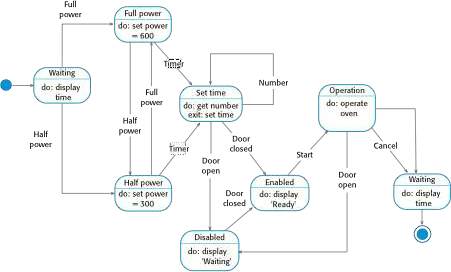 Full
power
Full power
do: set power
= 600
Timer
Waiting
do: display
time
Full
power
Half
power
Half
power
Set time
do: get number
exit: set time
Number
Operation
do: operate
oven
Timer
Door
open
Door
closed
Start
Cancel
Door
open
Half power
do: set power
= 300
Door
closed
Enabled
do: display
'Ready'
Waiting
do: display
time
Disabled
do: display
'Waiting'